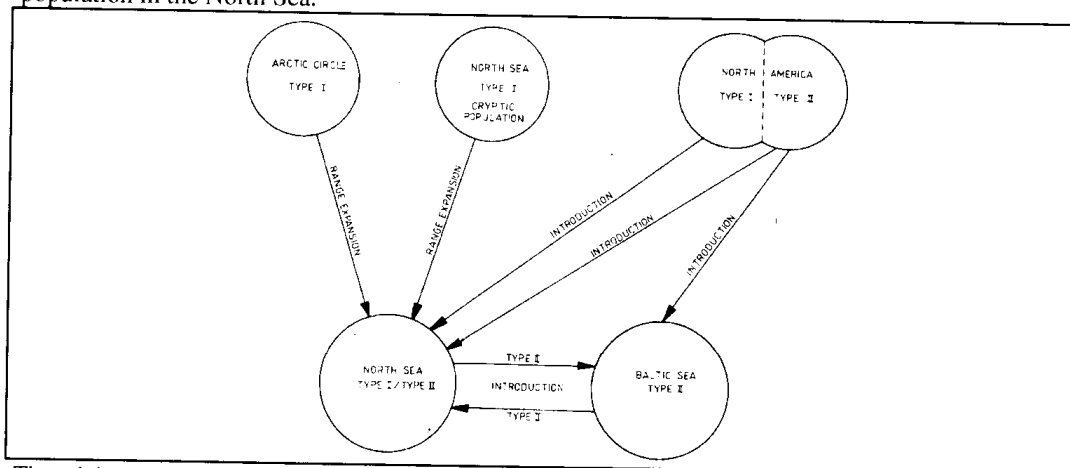 population in the North Sea.
ARCTIC CIRCLE
TYPE I
NORTH SEA
TYPE I
CRYPTIC
POPULATION
NORTH AMERICA
TYPE I TYPE II
RANGE EXPANSION
RANGE EXPANSION
INTRODUCTION
INTRODUCTION
INTRODUCTION
NORTH SEA
TYPE I / TYPE II
TYPE II
INTRODUCTION
TYPE II
BALTIC SEA
TYPE II